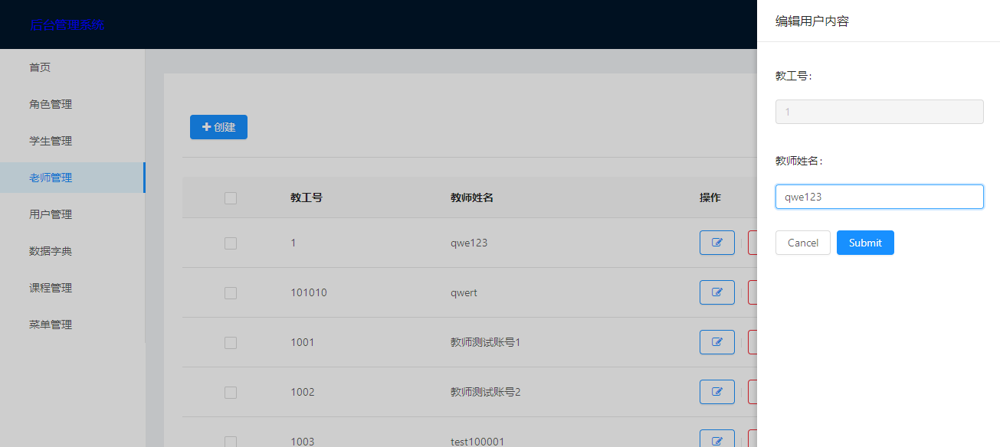 后台管理系统
首页
角色管理
学生管理
老师管理
用户管理
数据字典
课程管理
菜单管理
创建
教工号 教师姓名 操作
1 qwe123
101010 qwert
1001 教师测试账号1
1002 教师测试账号2
1003 test100001
编辑用户内容
教工号:
1
教师姓名:
qwe123
Cancel Submit